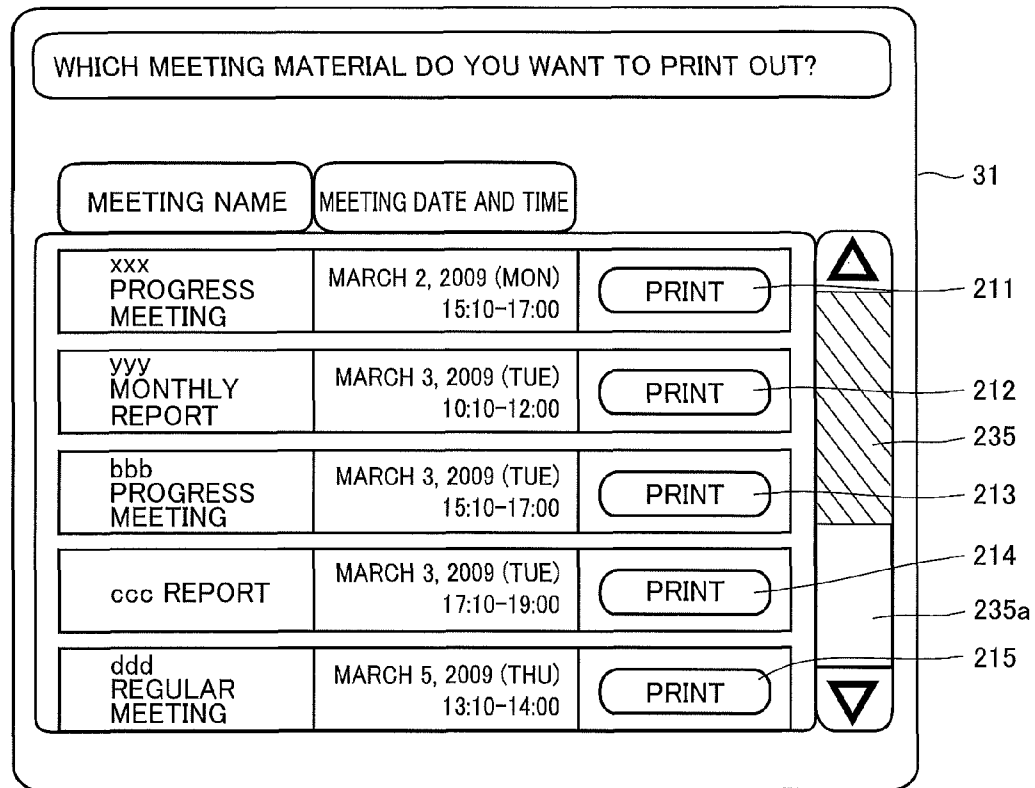 WHICH MEETING MATERIAL DO YOU WANT TO PRINT OUT?
31
MEETING NAME
MEETING DATE AND TIME
xxx
PROGRESS
MEETING
MARCH 2, 2009 (MON)
15:10-17:00
PRINT
211
yyy
MONTHLY
REPORT
MARCH 3, 2009 (TUE)
10:10-12:00
PRINT
212
235
bbb
PROGRESS
MEETING
MARCH 3, 2009 (TUE)
15:10-17:00
PRINT
213
ccc REPORT
MARCH 3, 2009 (TUE)
17:10-19:00
PRINT
214
235a
ddd
REGULAR
MEETING
MARCH 5, 2009 (THU)
13:10-14:00
PRINT
215